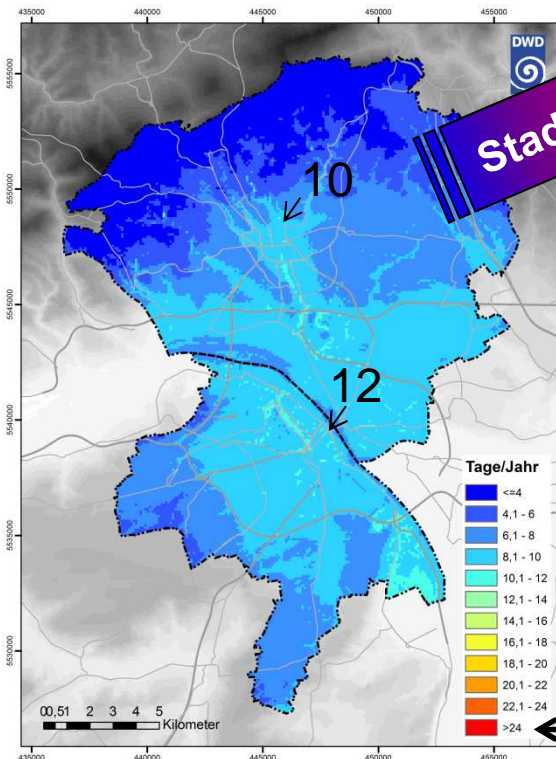 435000 440000 445000 450000 455000
DWD
Stad
5555000
5550000
5545000
5540000
5535000
5530000
10
12
Tage/Jahr
<=4
4,1 - 6
6,1 - 8
8,1 - 10
10,1 - 12
12,1 - 14
14,1 - 16
16,1 - 18
18,1 - 20
20,1 - 22
22,1 - 24
>24
00,51 2 3 4 5
Kilometer
435000 440000 445000 450000 455000